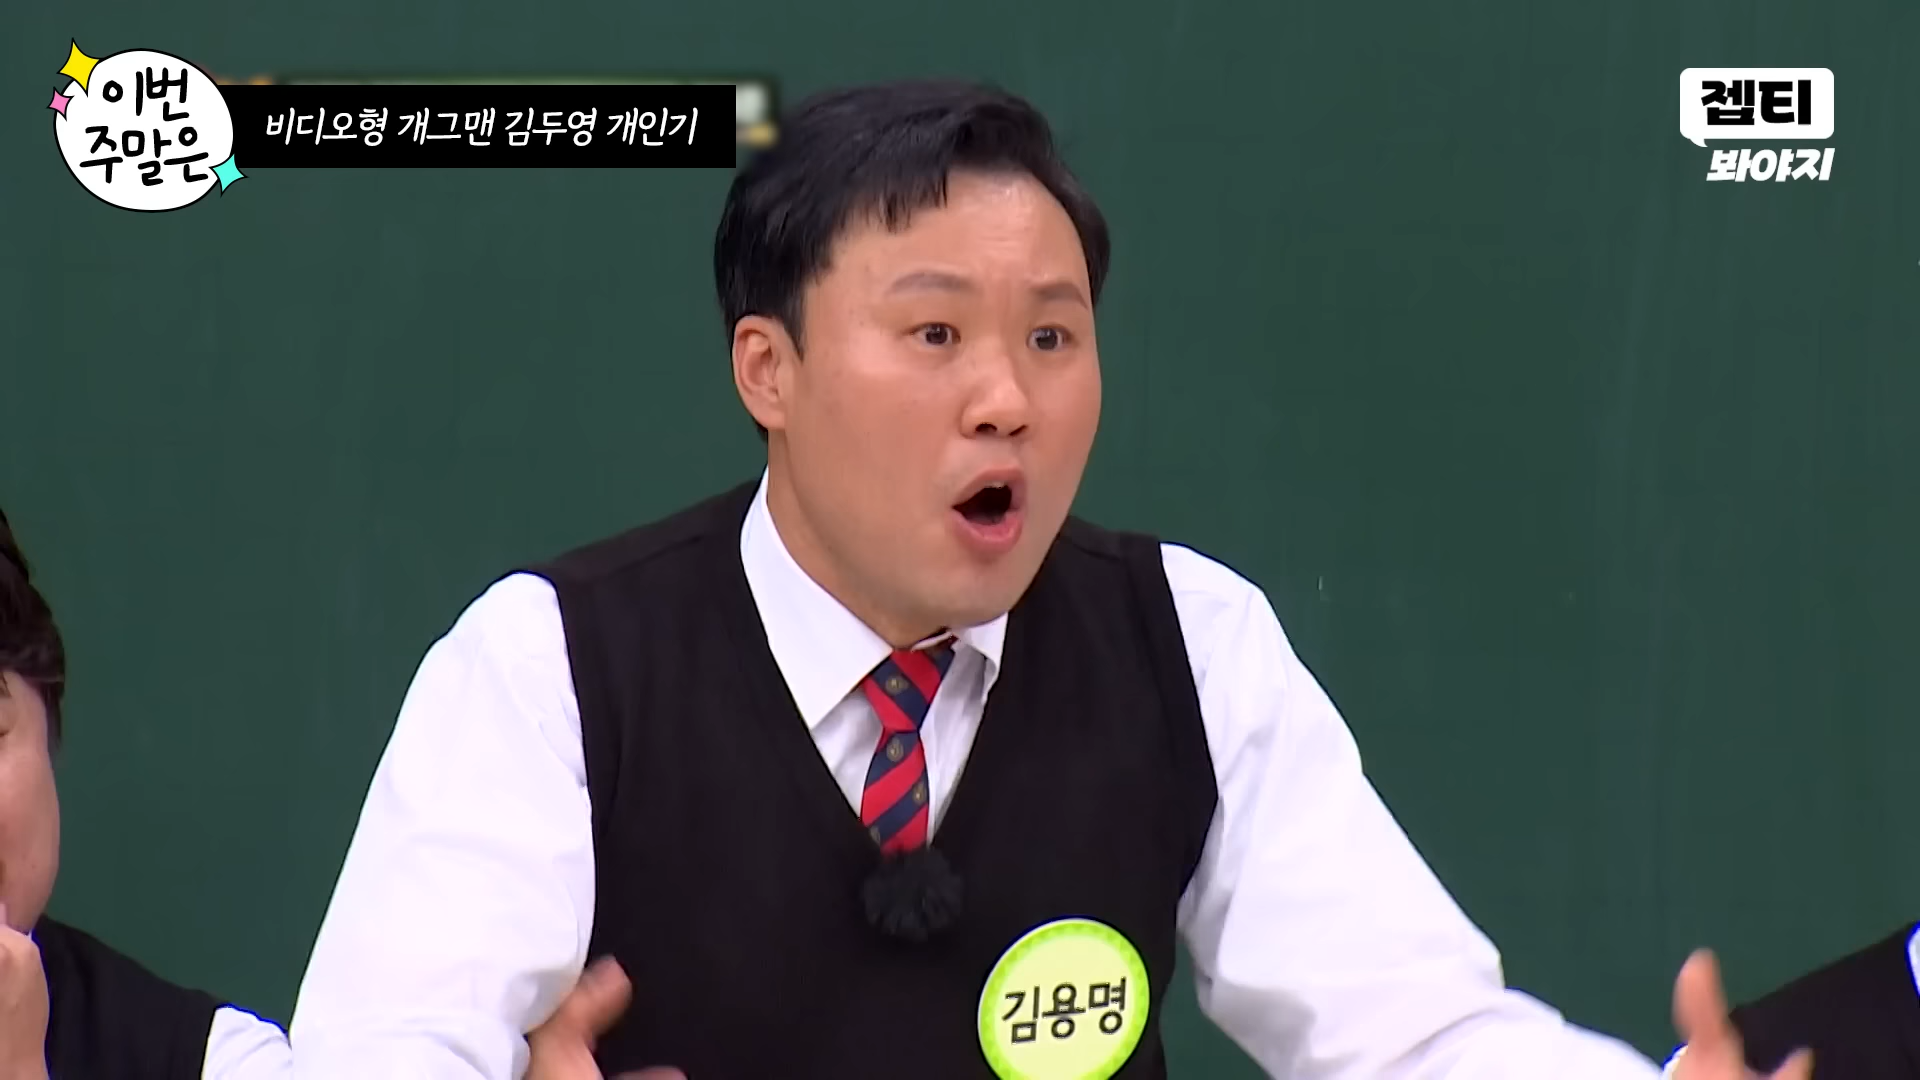 이번
주말은
비디오형 개그맨 김두영 개인기
젭티
봐야지
김용명